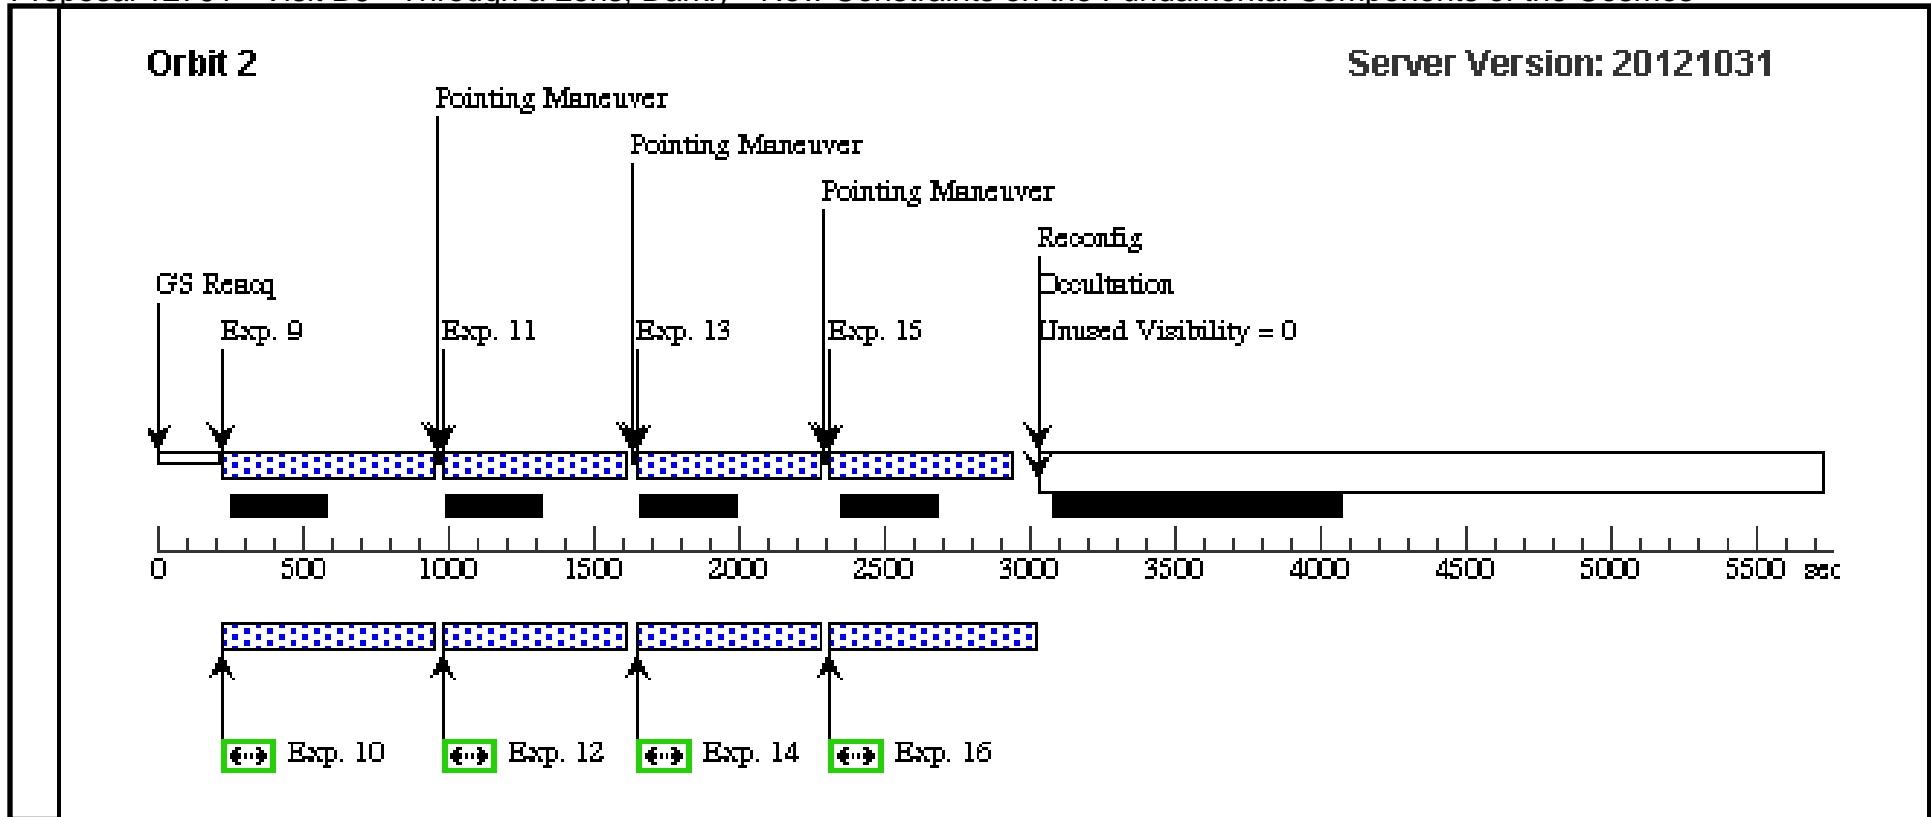 Orbit 2
Server Version: 20121031
Pointing Maneuver
Pointing Maneuver
Pointing Maneuver
Reconfig
GS Reacq
Occultation
Exp. 9
Exp. 11
Exp. 13
Exp. 15
Unused Visibility = 0
0 500 1000 1500 2000 2500 3000 3500 4000 4500 5000 5500 sec
Exp. 10
Exp. 12
Exp. 14
Exp. 16